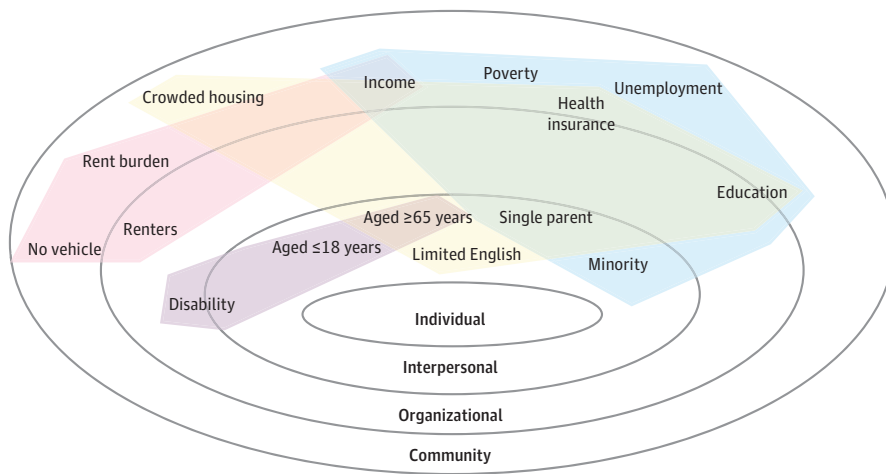 Crowded housing
Income
Poverty
Unemployment
Health
insurance
Rent burden
Education
Renters
No vehicle
Aged ≥65 years
Single parent
Aged ≤18 years
Limited English
Minority
Disability
Individual
Interpersonal
Organizational
Community